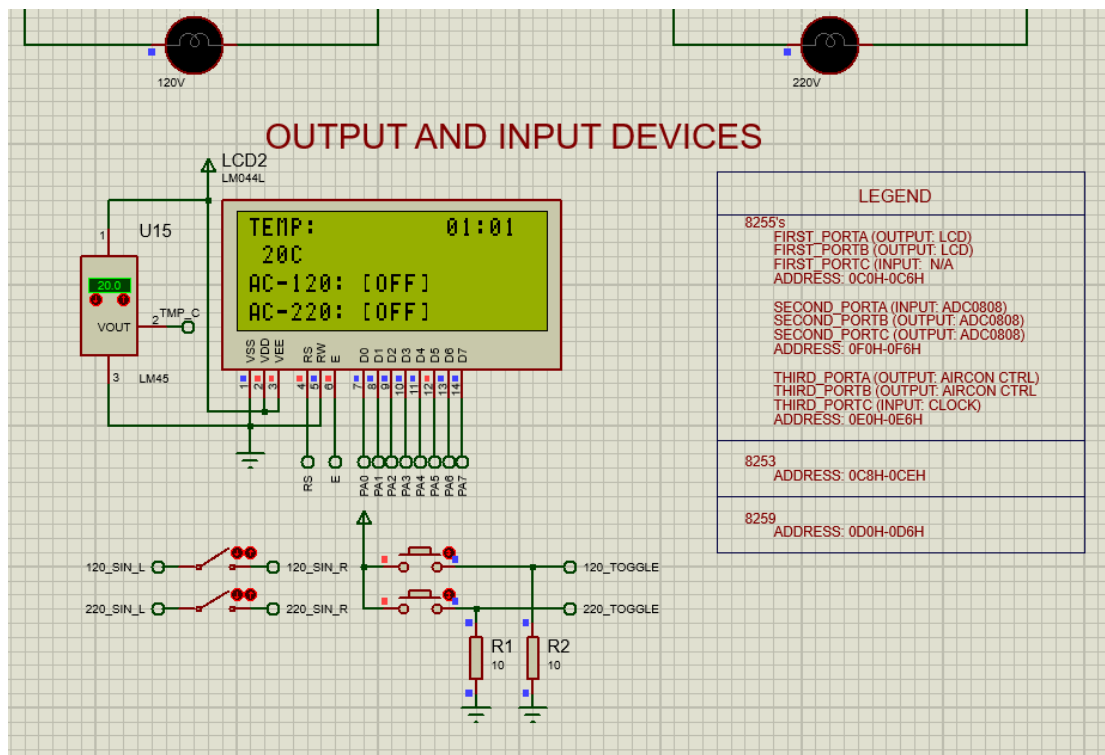 120V
220V
OUTPUT AND INPUT DEVICES
LCD2
LM044L
U15
1
20.0
VOUT
2
TMP_C
3
LM45
TEMP: 01:01
20C
AC-120: [OFF]
AC-220: [OFF]
VSS VDD VEE RS RW E D0 D1 D2 D3 D4 D5 D6 D7
1 2 3 4 5 6 7 8 9 10 11 12 13 14
RS E PA0 PA1 PA2 PA3 PA4 PA5 PA6 PA7
120_SIN_L 120_SIN_R 120_TOGGLE
220_SIN_L 220_SIN_R 220_TOGGLE
R1
10
R2
10
LEGEND
8255's
FIRST_PORTA (OUTPUT: LCD)
FIRST_PORTB (OUTPUT: LCD)
FIRST_PORTC (INPUT: N/A
ADDRESS: 0C0H-0C6H
SECOND_PORTA (INPUT: ADC0808)
SECOND_PORTB (OUTPUT: ADC0808)
SECOND_PORTC (OUTPUT: ADC0808)
ADDRESS: 0F0H-0F6H
THIRD_PORTA (OUTPUT: AIRCON CTRL)
THIRD_PORTB (OUTPUT: AIRCON CTRL
THIRD_PORTC (INPUT: CLOCK)
ADDRESS: 0E0H-0E6H
8253
ADDRESS: 0C8H-0CEH
8259
ADDRESS: 0D0H-0D6H